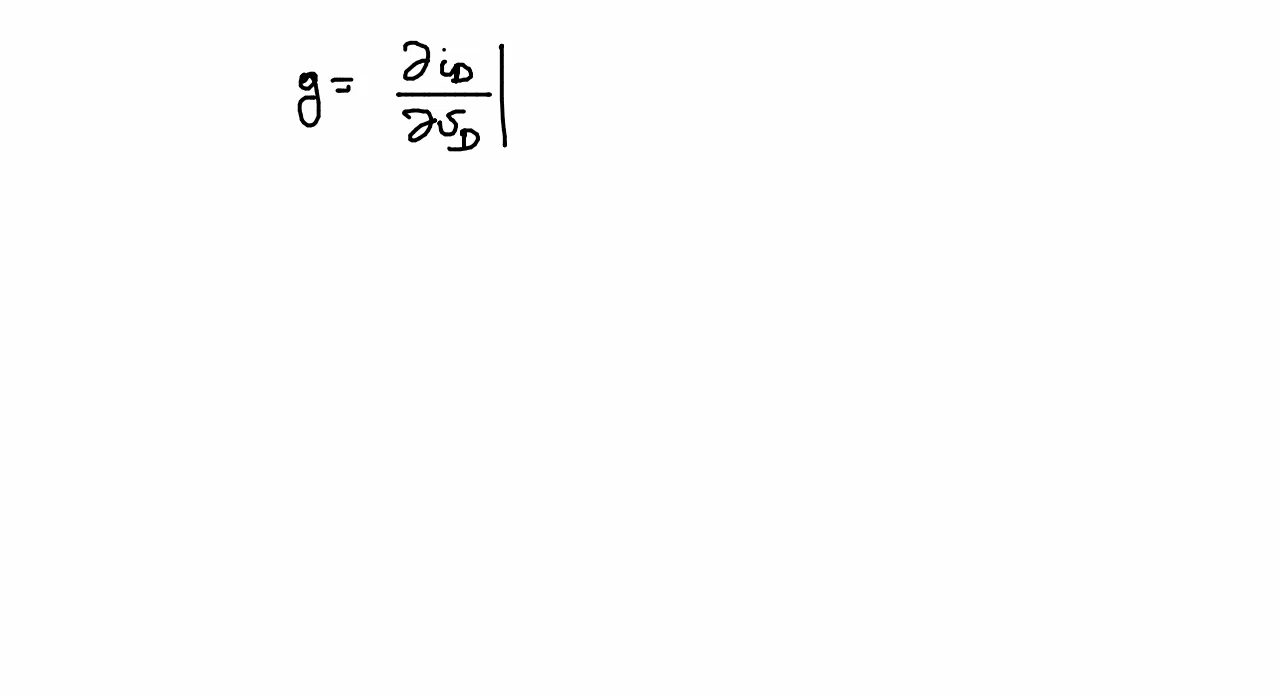 g = ∂i_D / ∂v_D |